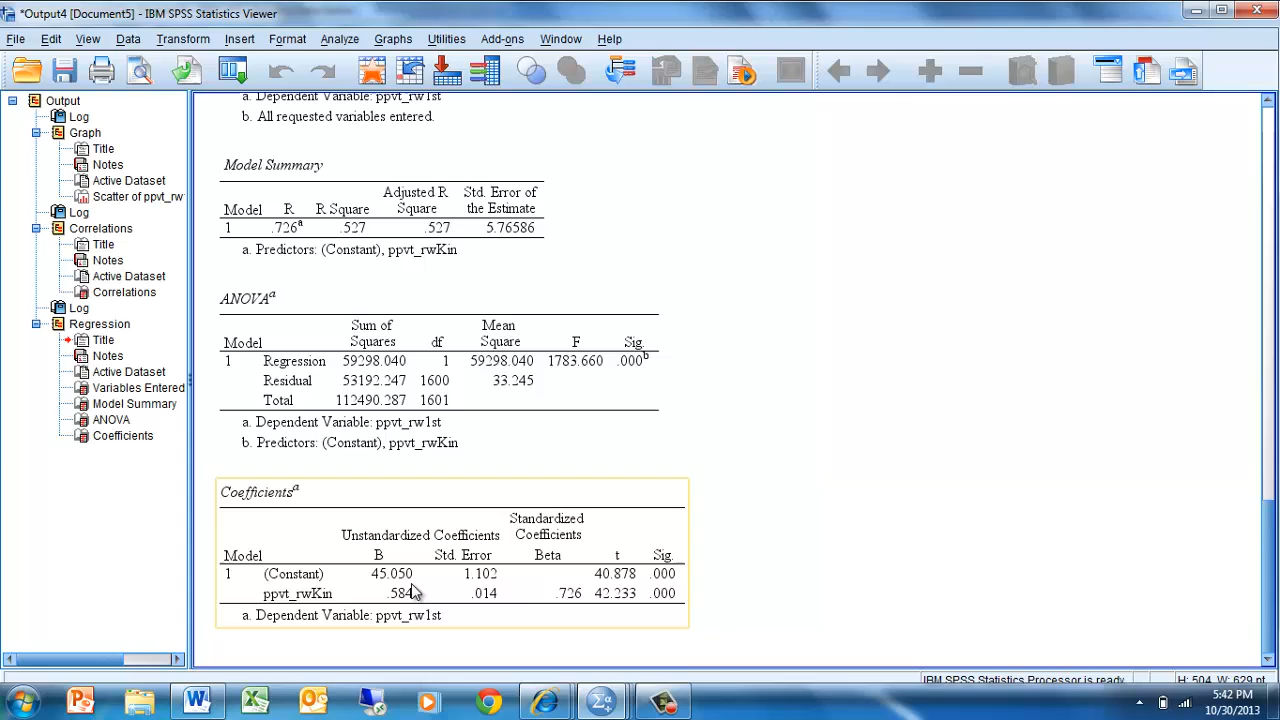 *Output4 [Document5] - IBM SPSS Statistics Viewer
File Edit View Data Transform Insert Format Analyze Graphs Utilities Add-ons Window Help
Output
Log
Graph
Title
Notes
Active Dataset
Scatter of ppvt_rw
Log
Correlations
Title
Notes
Active Dataset
Correlations
Log
Regression
Title
Notes
Active Dataset
Variables Entered
Model Summary
ANOVA
Coefficients
a. Dependent Variable: ppvt_rw1st
b. All requested variables entered.
Model Summary
Adjusted R Std. Error of
Model R R Square Square the Estimate
1 .726a .527 .527 5.76586
a. Predictors: (Constant), ppvt_rwKin
ANOVAa
Sum of Mean
Model Squares df Square F Sig.
1 Regression 59298.040 1 59298.040 1783.660 .000b
Residual 53192.247 1600 33.245
Total 112490.287 1601
a. Dependent Variable: ppvt_rw1st
b. Predictors: (Constant), ppvt_rwKin
Coefficientsa
Standardized
Unstandardized Coefficients Coefficients
Model B Std. Error Beta t Sig.
1 (Constant) 45.050 1.102 40.878 .000
ppvt_rwKin .584 .014 .726 42.233 .000
a. Dependent Variable: ppvt_rw1st
IBM SPSS Statistics Processor is ready H: 504, W: 629 pt
5:42 PM
10/30/2013